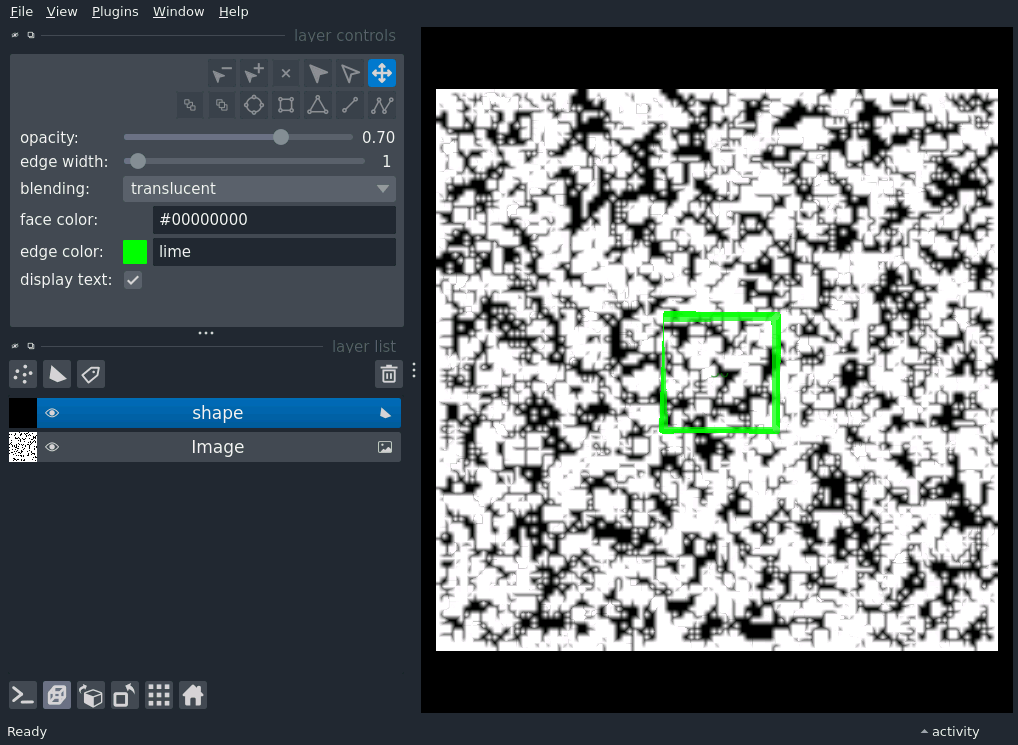 File View Plugins Window Help
layer controls
opacity: 0.70
edge width: 1
blending: translucent
face color: #00000000
edge color: lime
display text:
layer list
shape
Image
Ready
activity